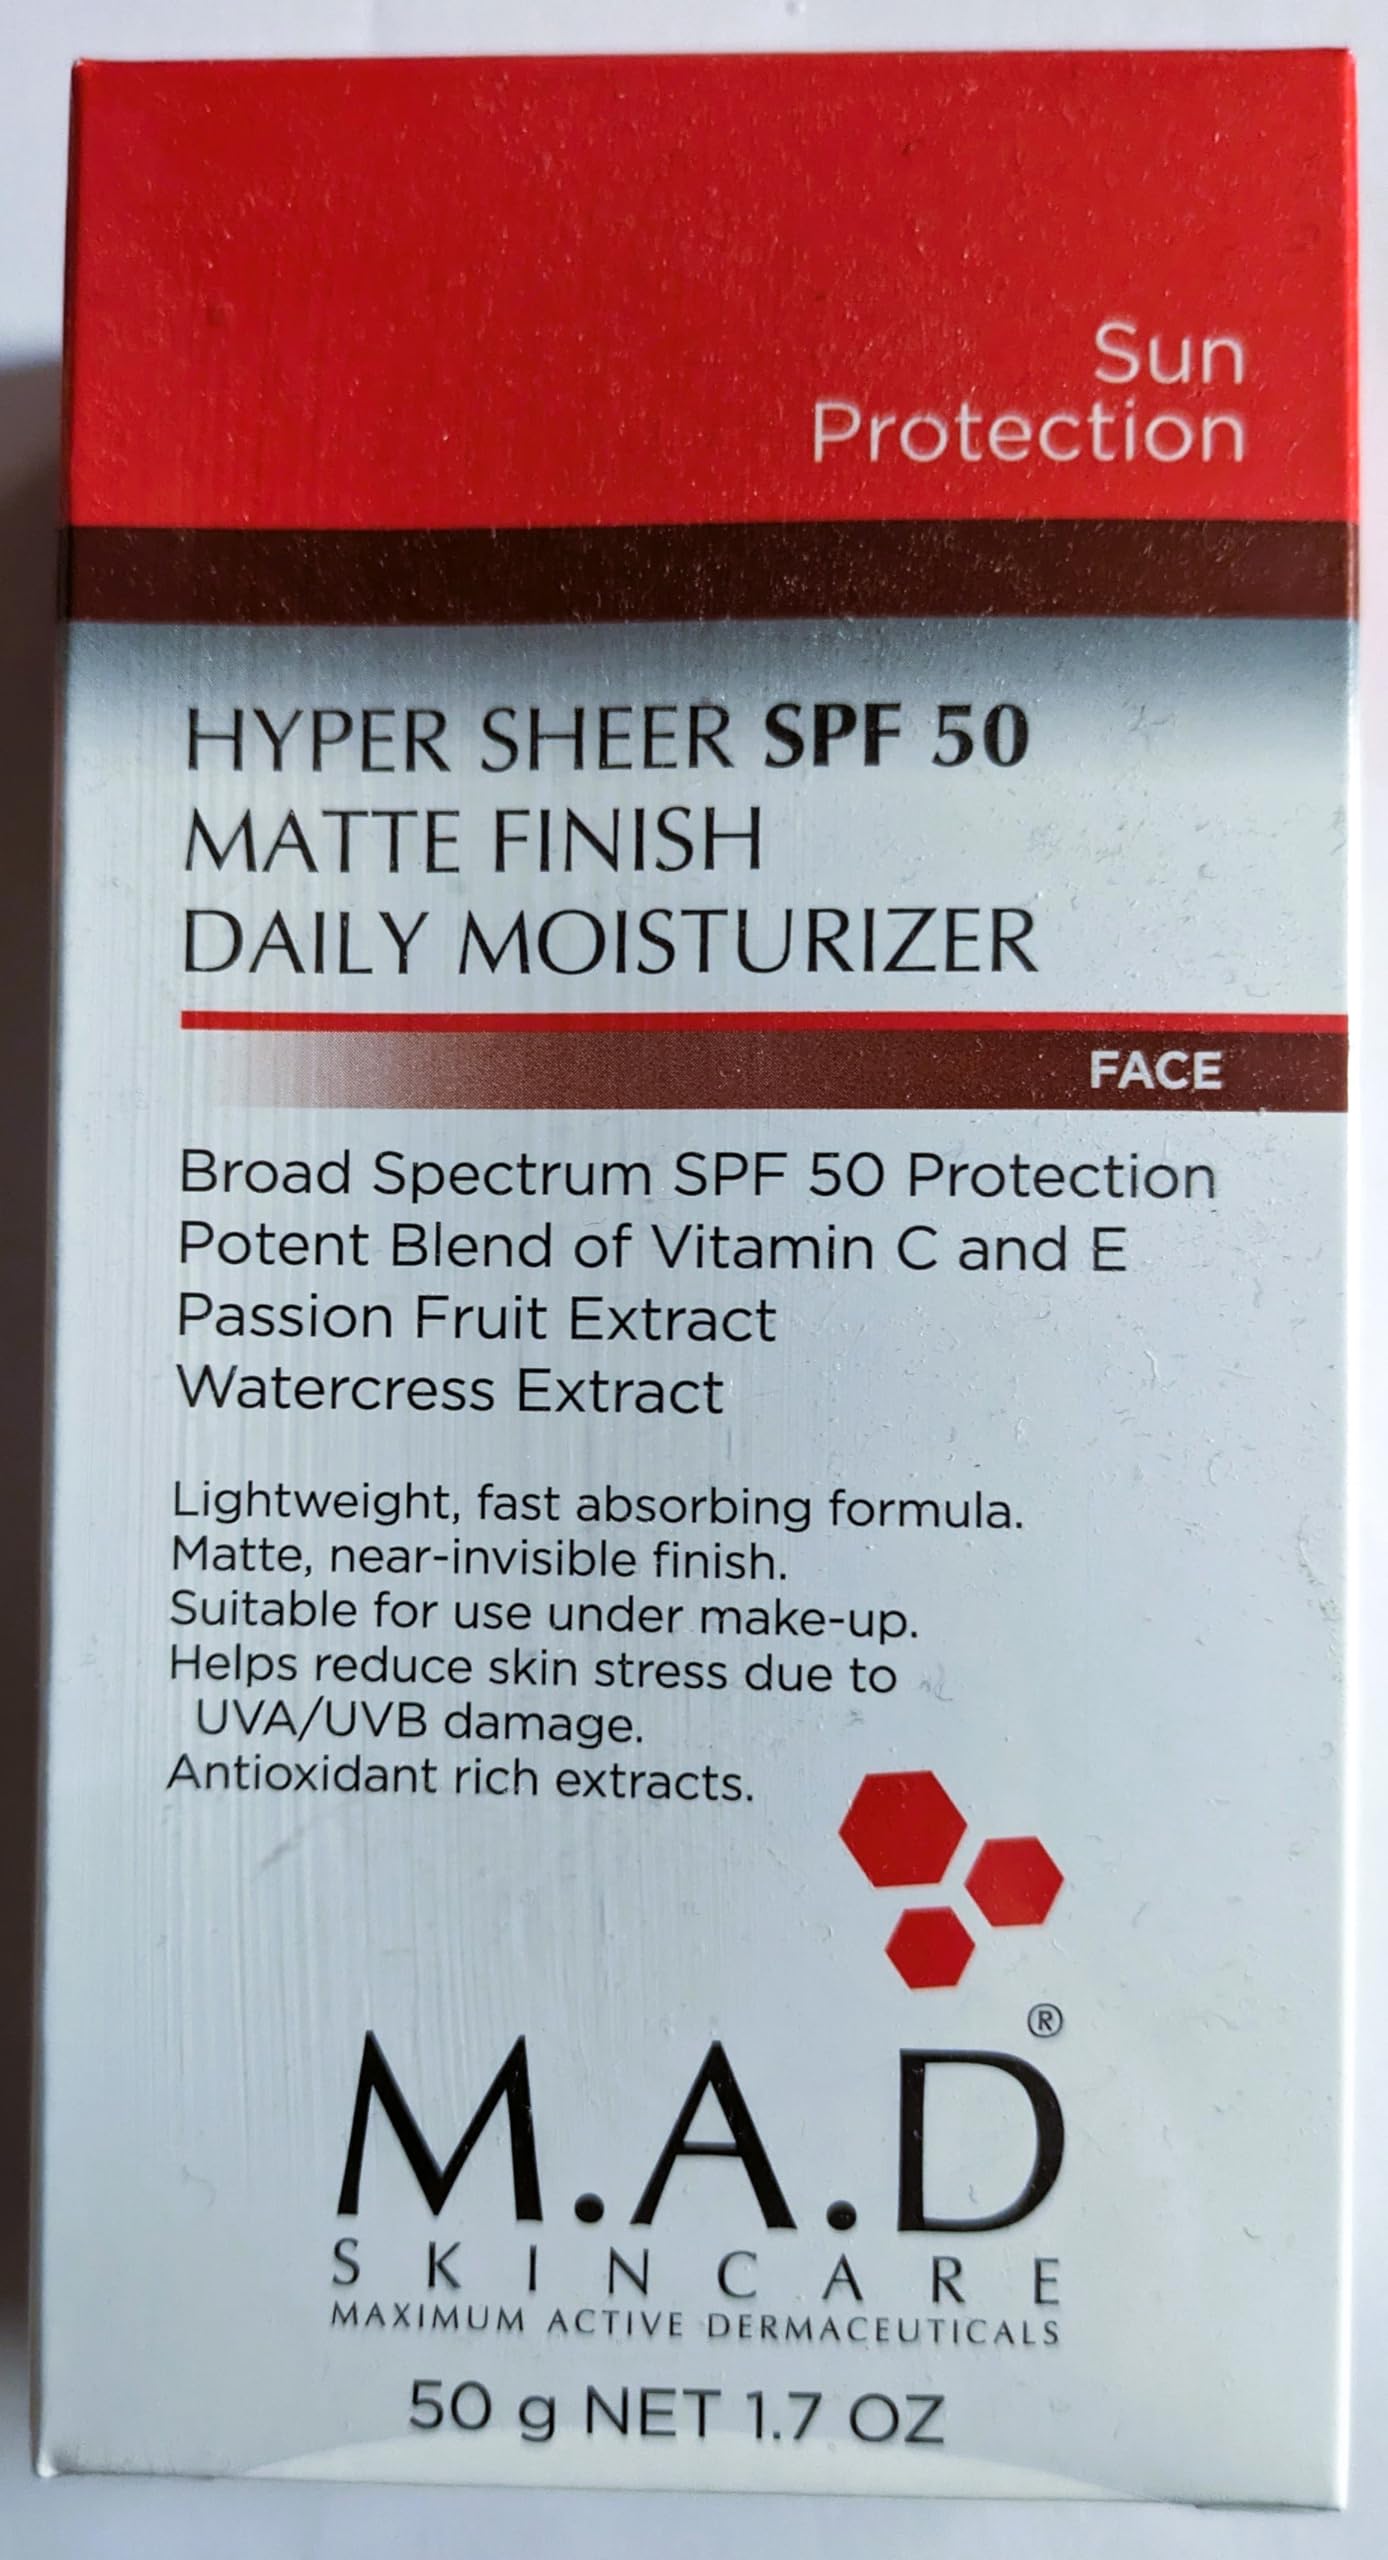 Sun
Protection
HYPER SHEER SPF 50
MATTE FINISH
DAILY MOISTURIZER
FACE
Broad Spectrum SPF 50 Protection
Potent Blend of Vitamin C and E
Passion Fruit Extract
Watercress Extract
Lightweight, fast absorbing formula.
Matte, near-invisible finish.
Suitable for use under make-up.
Helps reduce skin stress due to
UVA/UVB damage.
Antioxidant rich extracts.
M.A.D®
SKINCARE
MAXIMUM ACTIVE DERMACEUTICALS
50 g NET 1.7 OZ